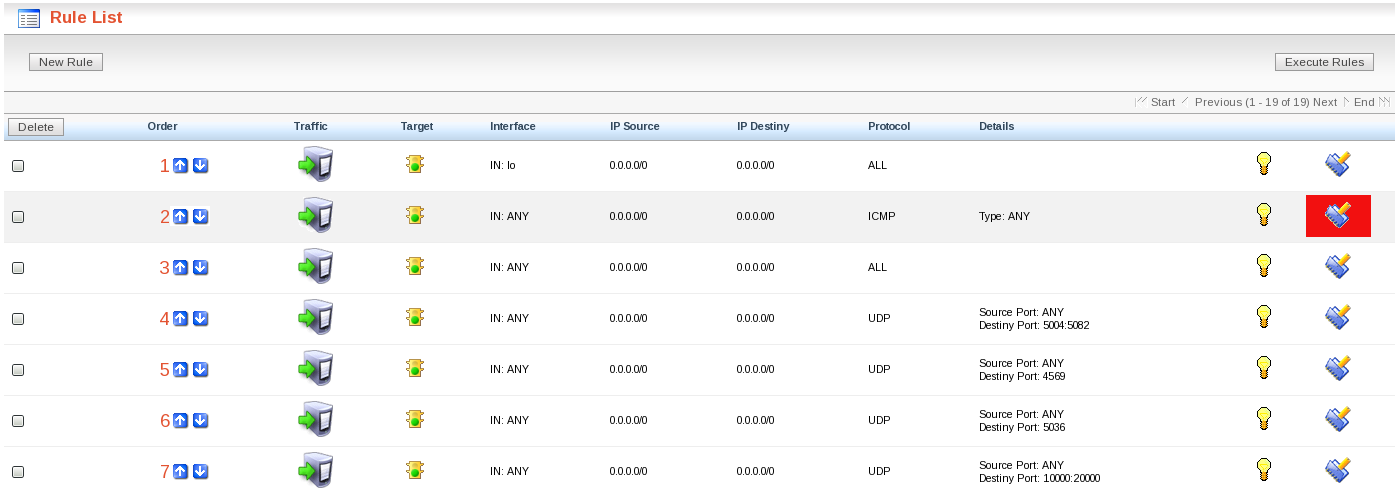 Rule List
New Rule
Execute Rules
Start Previous (1 - 19 of 19) Next End
Delete Order Traffic Target Interface IP Source IP Destiny Protocol Details
1 IN: lo 0.0.0.0/0 0.0.0.0/0 ALL
2 IN: ANY 0.0.0.0/0 0.0.0.0/0 ICMP Type: ANY
3 IN: ANY 0.0.0.0/0 0.0.0.0/0 ALL
4 IN: ANY 0.0.0.0/0 0.0.0.0/0 UDP Source Port: ANY
Destiny Port: 5004:5082
5 IN: ANY 0.0.0.0/0 0.0.0.0/0 UDP Source Port: ANY
Destiny Port: 4569
6 IN: ANY 0.0.0.0/0 0.0.0.0/0 UDP Source Port: ANY
Destiny Port: 5036
7 IN: ANY 0.0.0.0/0 0.0.0.0/0 UDP Source Port: ANY
Destiny Port: 10000:20000